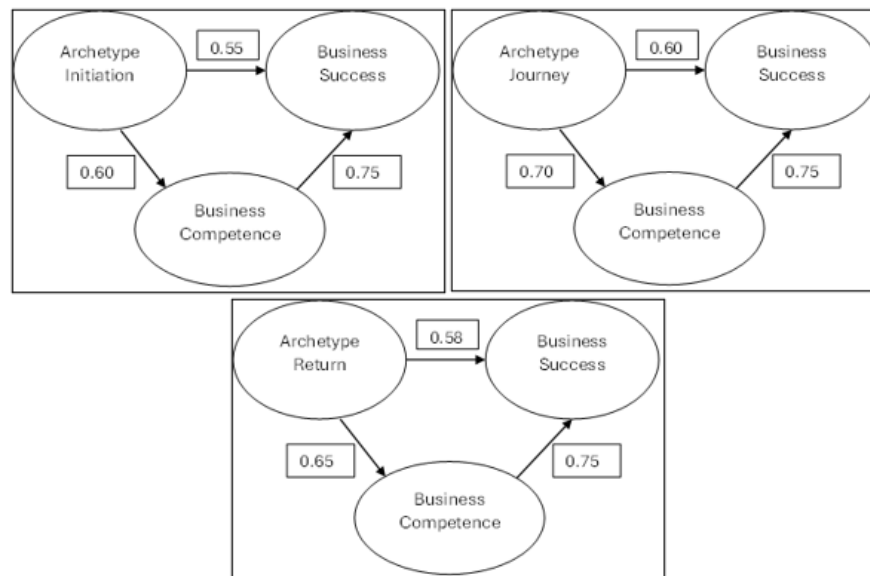 Archetype
Initiation
0.55
Business
Success
0.60
0.75
Business
Competence
Archetype
Journey
0.60
Business
Success
0.70
0.75
Business
Competence
Archetype
Return
0.58
Business
Success
0.65
0.75
Business
Competence